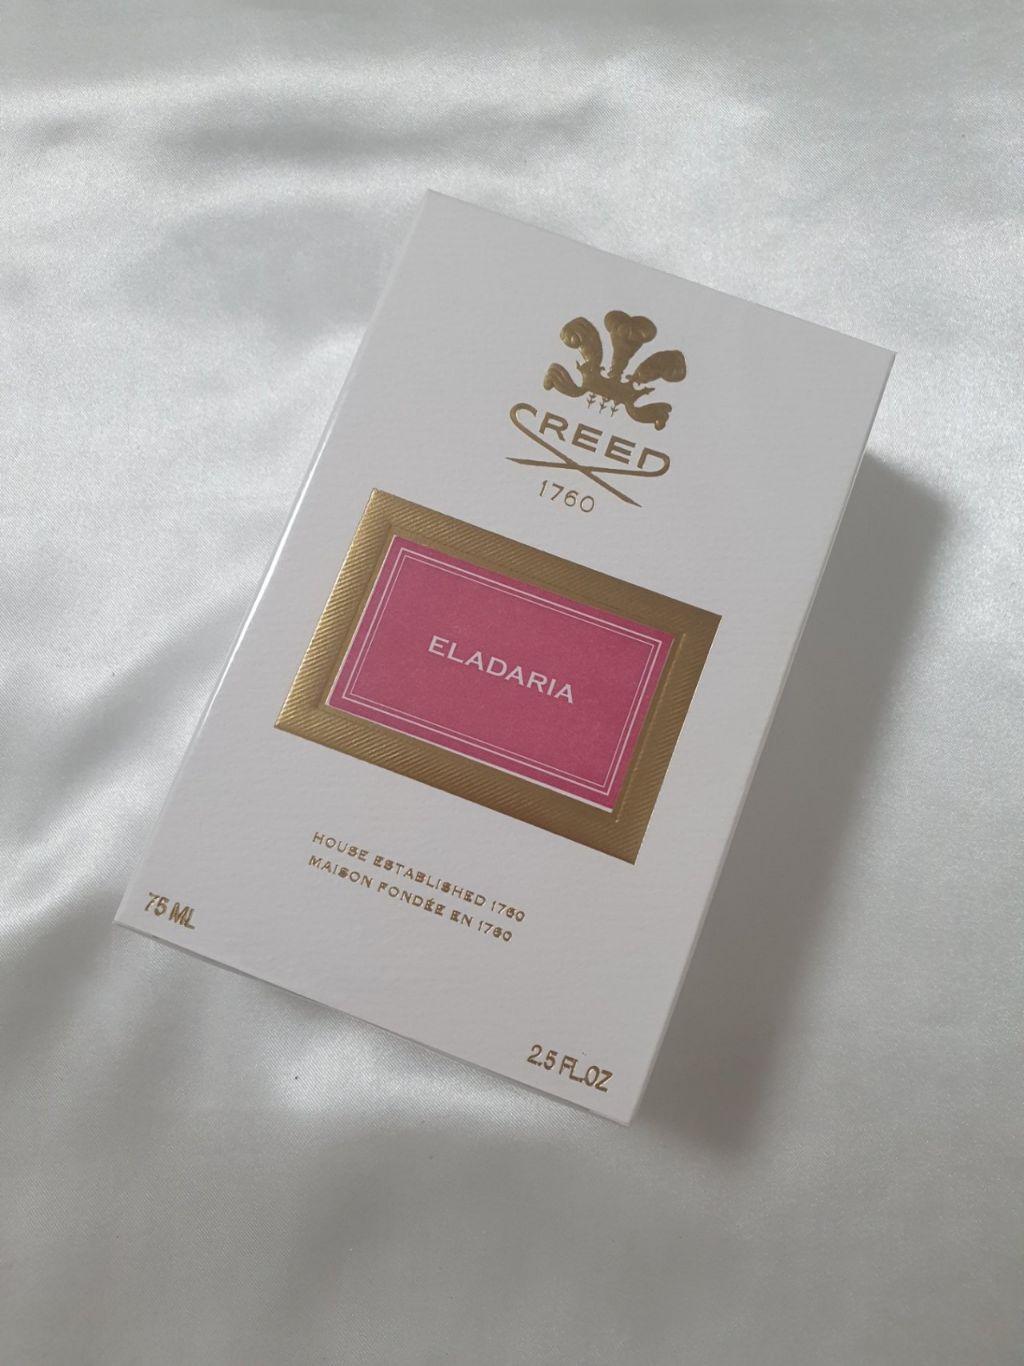 CREED
1760
ELADARIA
HOUSE ESTABLISHED 1760
MAISON FONDÉE EN 1760
75 ML
2.5 FL.OZ